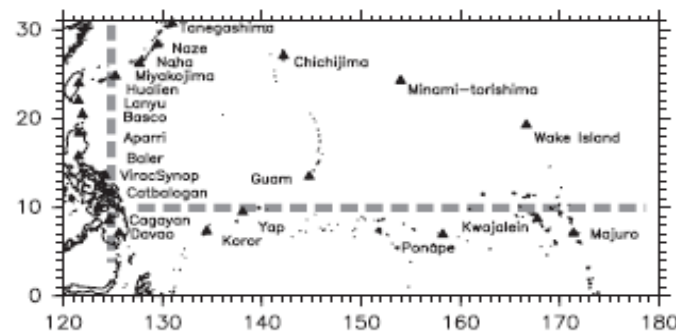 30
20
10
0
Tanegashima
Naze
Naha
Chichijima
Miyakojima
Minami-torishima
Hualien
Lanyu
Basco
Wake Island
Aparri
Baler
ViracSynop
Guam
Catbalogan
Cagayan
Yap
Kwajalein
Davao
Koror
Ponape
Majuro
120 130 140 150 160 170 180